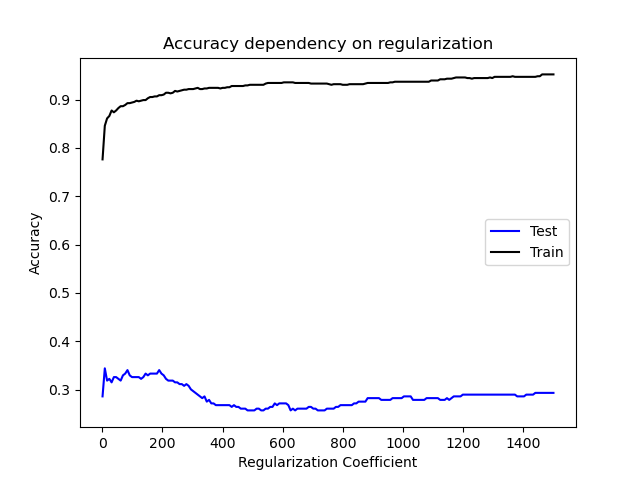 Accuracy dependency on regularization
0.9
0.8
0.7
0.6
0.5
0.4
0.3
Accuracy
Test
Train
0 200 400 600 800 1000 1200 1400
Regularization Coefficient